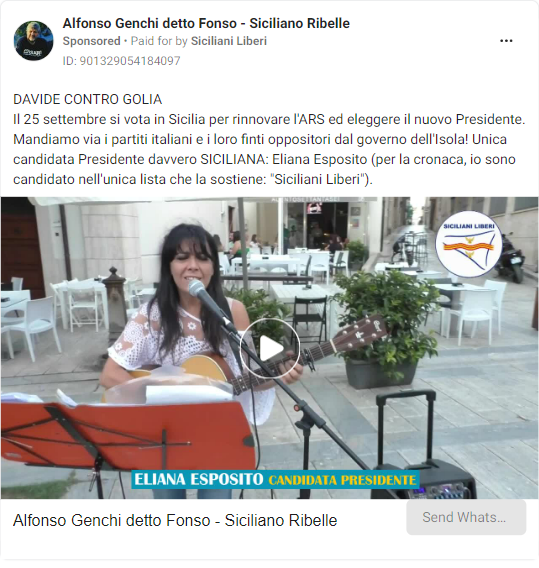 Alfonso Genchi detto Fonso - Siciliano Ribelle
Sponsored • Paid for by Siciliani Liberi
ID: 901329054184097
DAVIDE CONTRO GOLIA
Il 25 settembre si vota in Sicilia per rinnovare l'ARS ed eleggere il nuovo Presidente.
Mandiamo via i partiti italiani e i loro finti oppositori dal governo dell'Isola! Unica
candidata Presidente davvero SICILIANA: Eliana Esposito (per la cronaca, io sono
candidato nell'unica lista che la sostiene: "Siciliani Liberi").
SICILIANI LIBERI
ELIANA ESPOSITO CANDIDATA PRESIDENTE
Alfonso Genchi detto Fonso - Siciliano Ribelle
Send Whats...